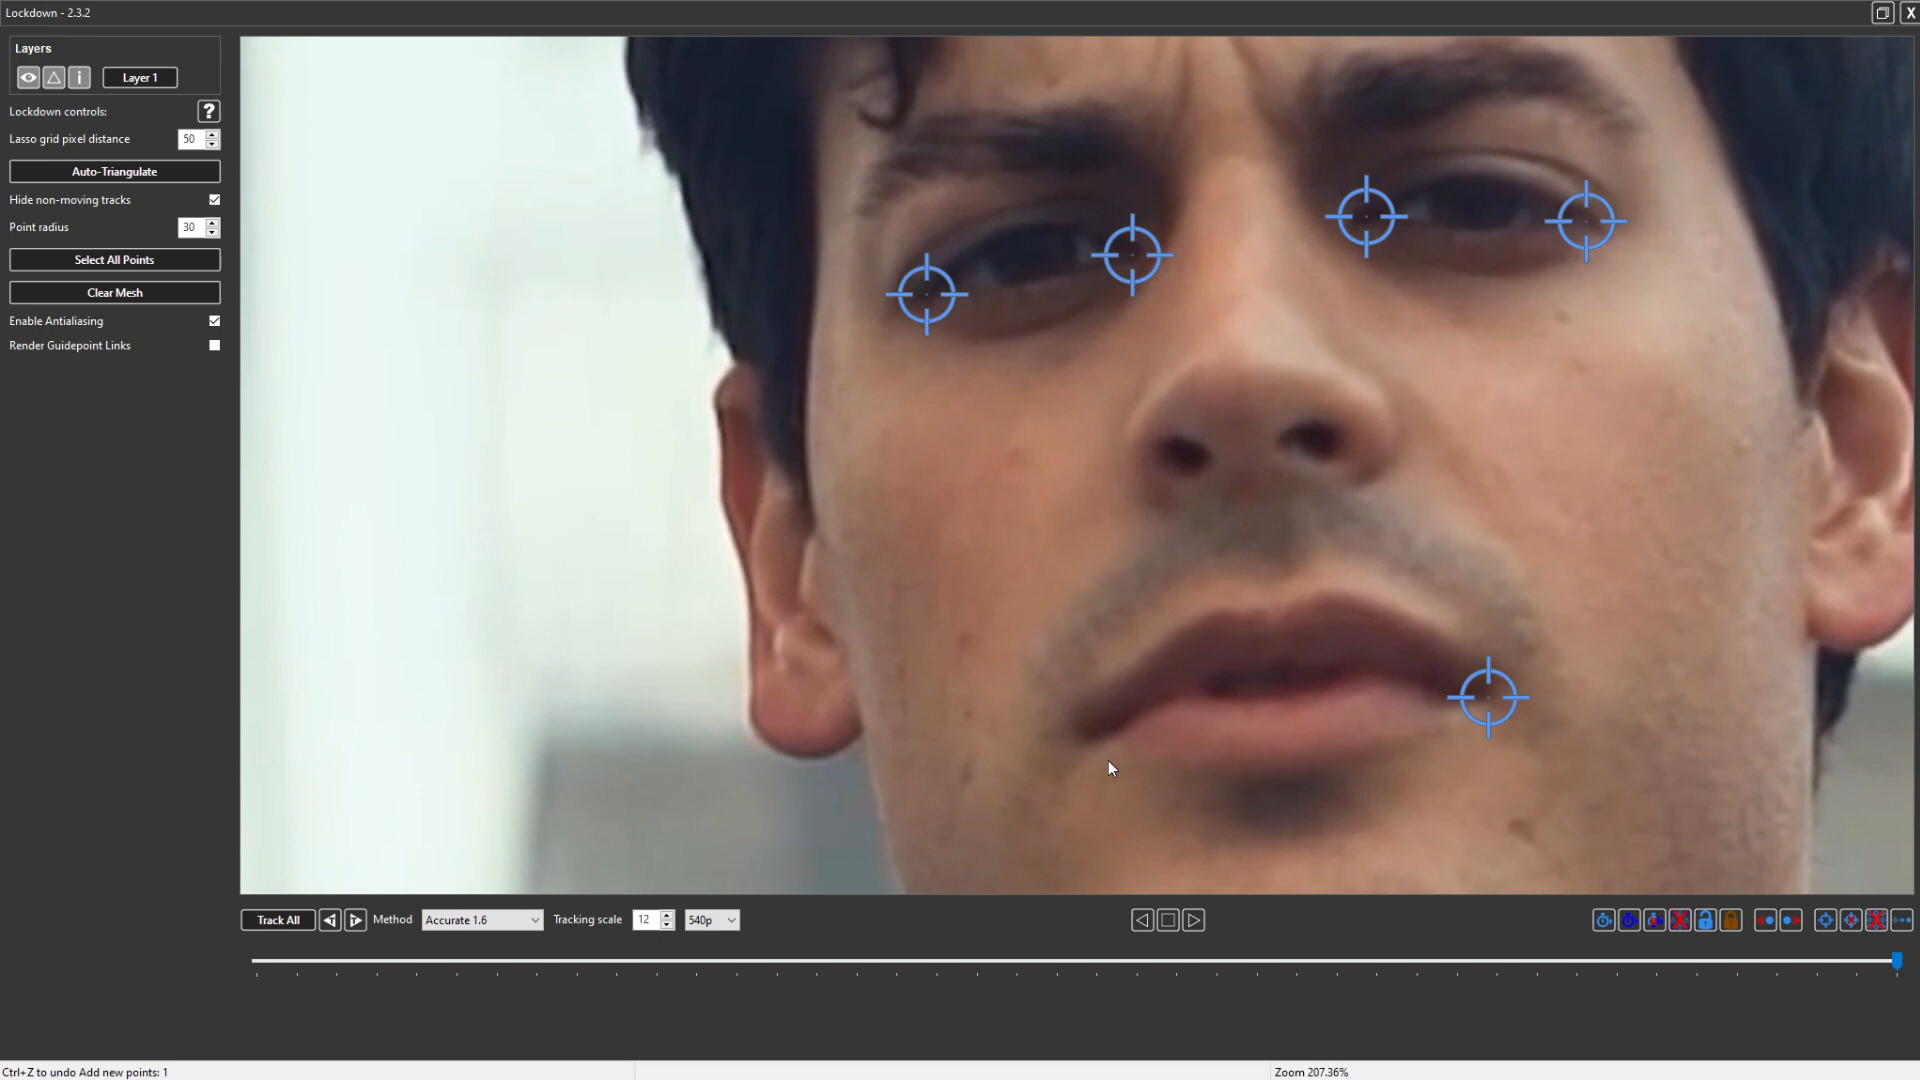 Lockdown - 2.3.2
X
Layers
i
Layer 1
Lockdown controls:
?
Lasso grid pixel distance
50
Auto-Triangulate
Hide non-moving tracks
Point radius
30
Select All Points
Clear Mesh
Enable Antialiasing
Render Guidepoint Links
Track All
Method
Accurate 1.6
Tracking scale
12
540p
Ctrl+Z to undo Add new points: 1
Zoom 207.36%